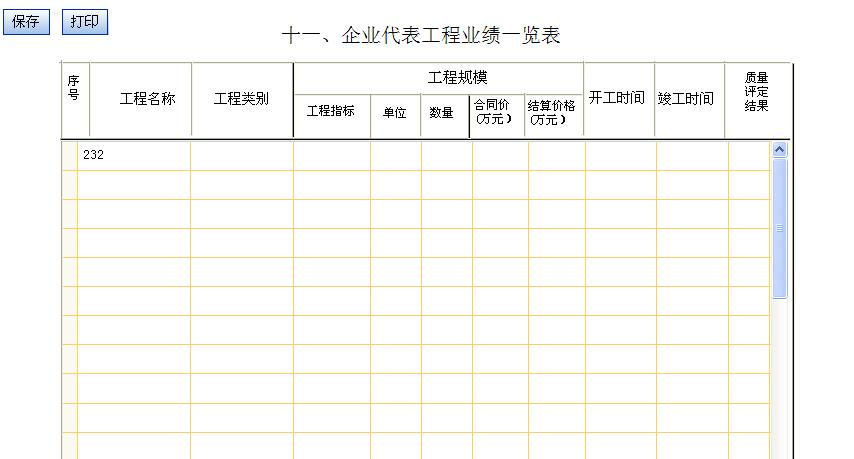 保存 打印
十一、企业代表工程业绩一览表
序号 工程名称 工程类别 工程规模 开工时间 竣工时间 质量评定结果
工程指标 单位 数量 合同价（万元） 结算价格（万元）
232